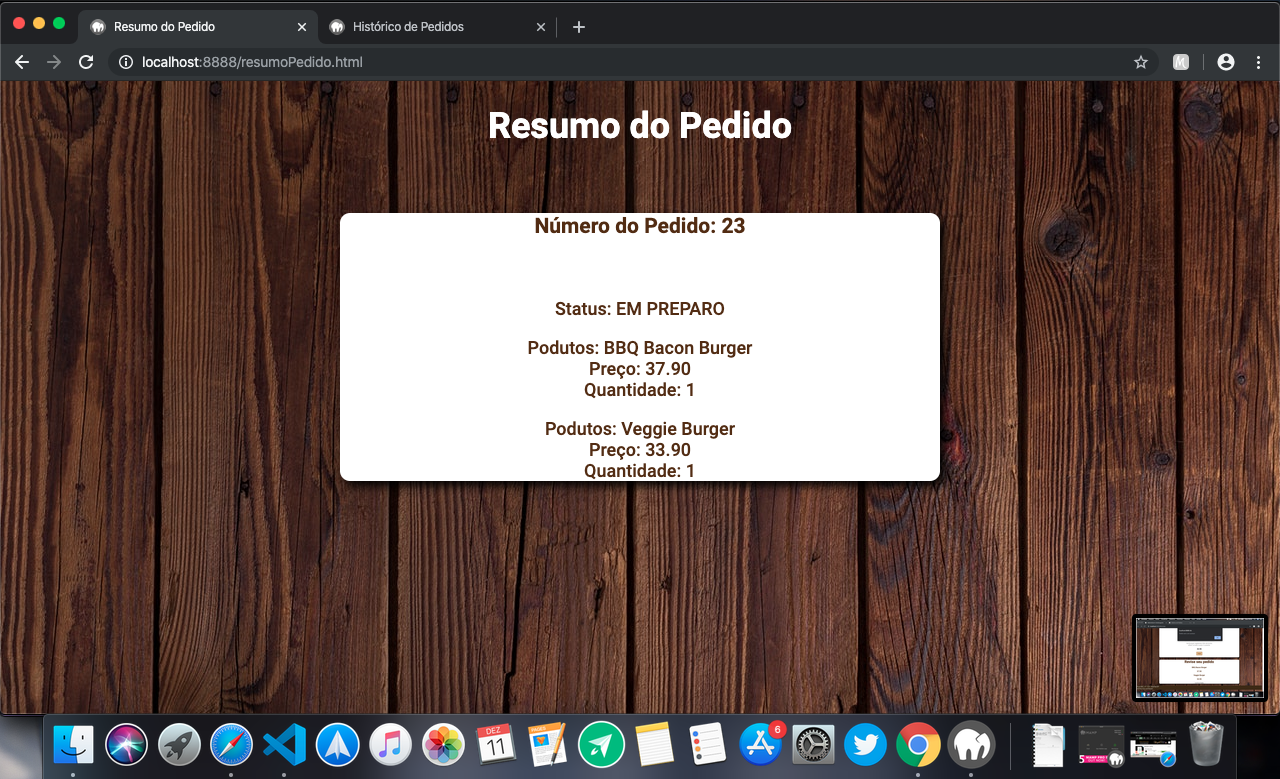 Resumo do Pedido
Histórico de Pedidos
localhost:8888/resumoPedido.html
Resumo do Pedido
Número do Pedido: 23
Status: EM PREPARO
Podutos: BBQ Bacon Burger
Preço: 37.90
Quantidade: 1
Podutos: Veggie Burger
Preço: 33.90
Quantidade: 1
DEZ
11
6